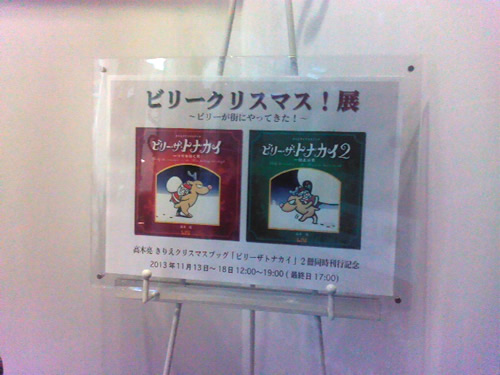 ビリークリスマス！展
～ビリーが街にやってきた！～
ビリーザトナカイ
ビリーザトナカイ2
高木亮 きりえクリスマスブック「ビリーザトナカイ」2冊同時刊行記念
2013年11月13日～18日 12:00～19:00（最終日17:00）